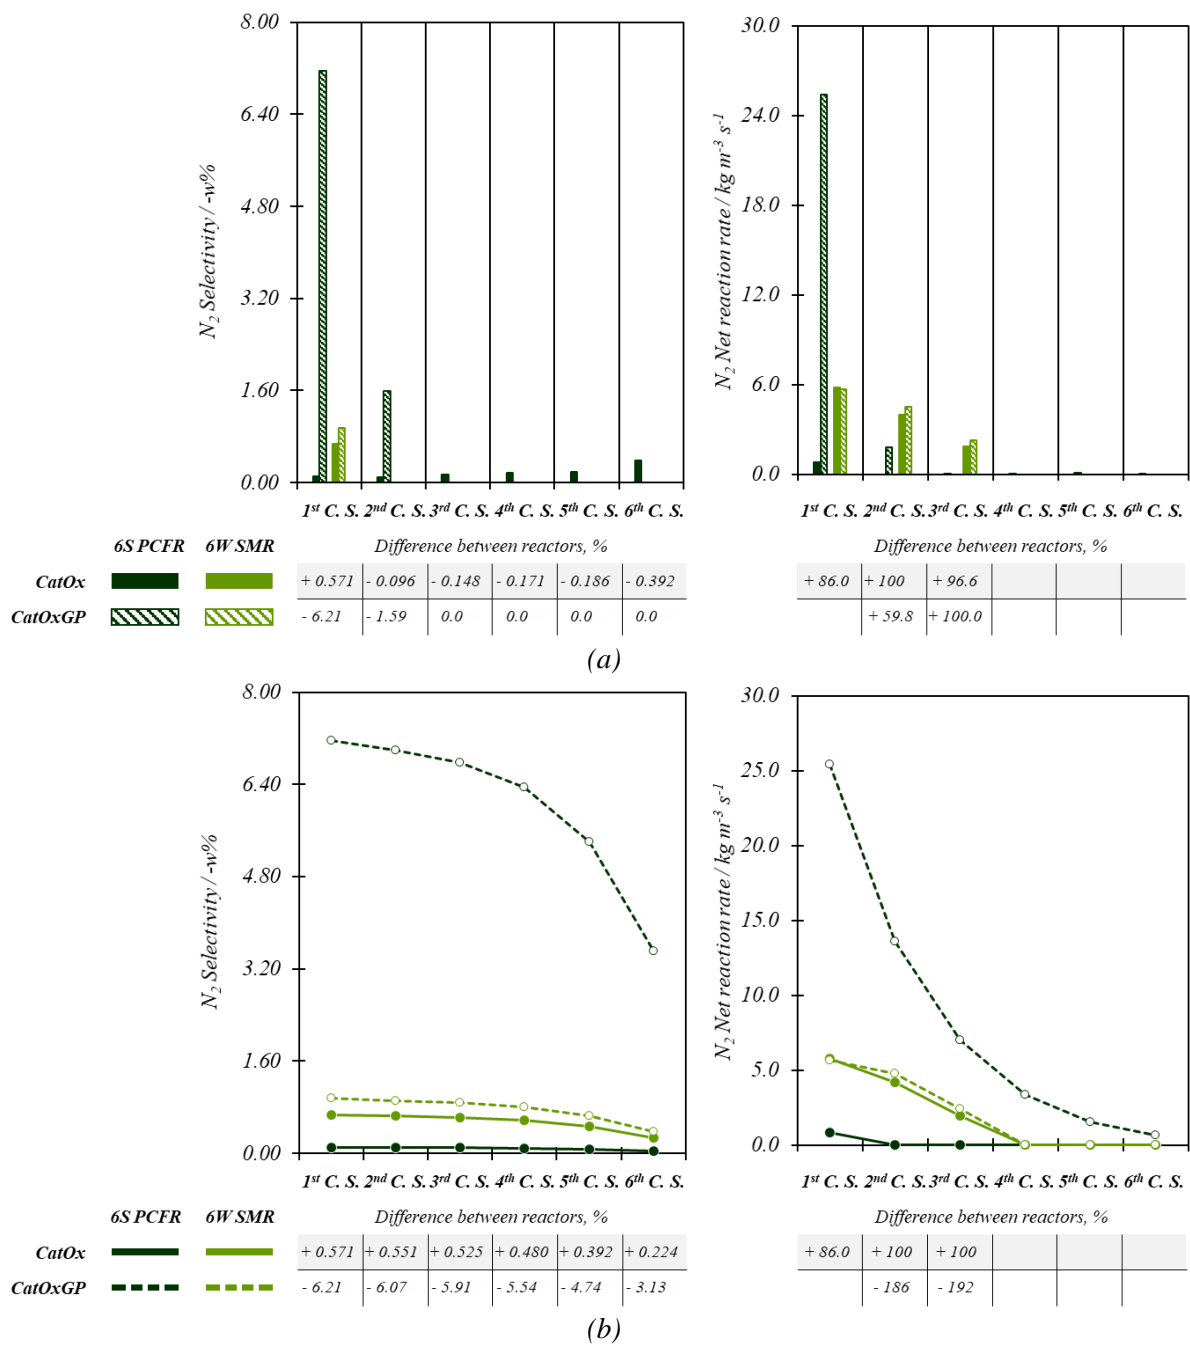 8.00
6.40
4.80
3.20
1.60
0.00
N2 Selectivity / -w%
1st C. S. 2nd C. S. 3rd C. S. 4th C. S. 5th C. S. 6th C. S.
30.0
24.0
18.0
12.0
6.0
0.0
N2 Net reaction rate / kg m-3 s-1
1st C. S. 2nd C. S. 3rd C. S. 4th C. S. 5th C. S. 6th C. S.
6S PCFR 6W SMR Difference between reactors, % Difference between reactors, %
CatOx + 0.571 - 0.096 - 0.148 - 0.171 - 0.186 - 0.392 + 86.0 + 100 + 96.6
CatOxGP - 6.21 - 1.59 0.0 0.0 0.0 0.0 + 59.8 + 100.0
(a)
8.00
6.40
4.80
3.20
1.60
0.00
N2 Selectivity / -w%
1st C. S. 2nd C. S. 3rd C. S. 4th C. S. 5th C. S. 6th C. S.
30.0
25.0
20.0
15.0
10.0
5.0
0.0
N2 Net reaction rate / kg m-3 s-1
1st C. S. 2nd C. S. 3rd C. S. 4th C. S. 5th C. S. 6th C. S.
6S PCFR 6W SMR Difference between reactors, % Difference between reactors, %
CatOx + 0.571 + 0.551 + 0.525 + 0.480 + 0.392 + 0.224 + 86.0 + 100 + 100
CatOxGP - 6.21 - 6.07 - 5.91 - 5.54 - 4.74 - 3.13 - 186 - 192
(b)